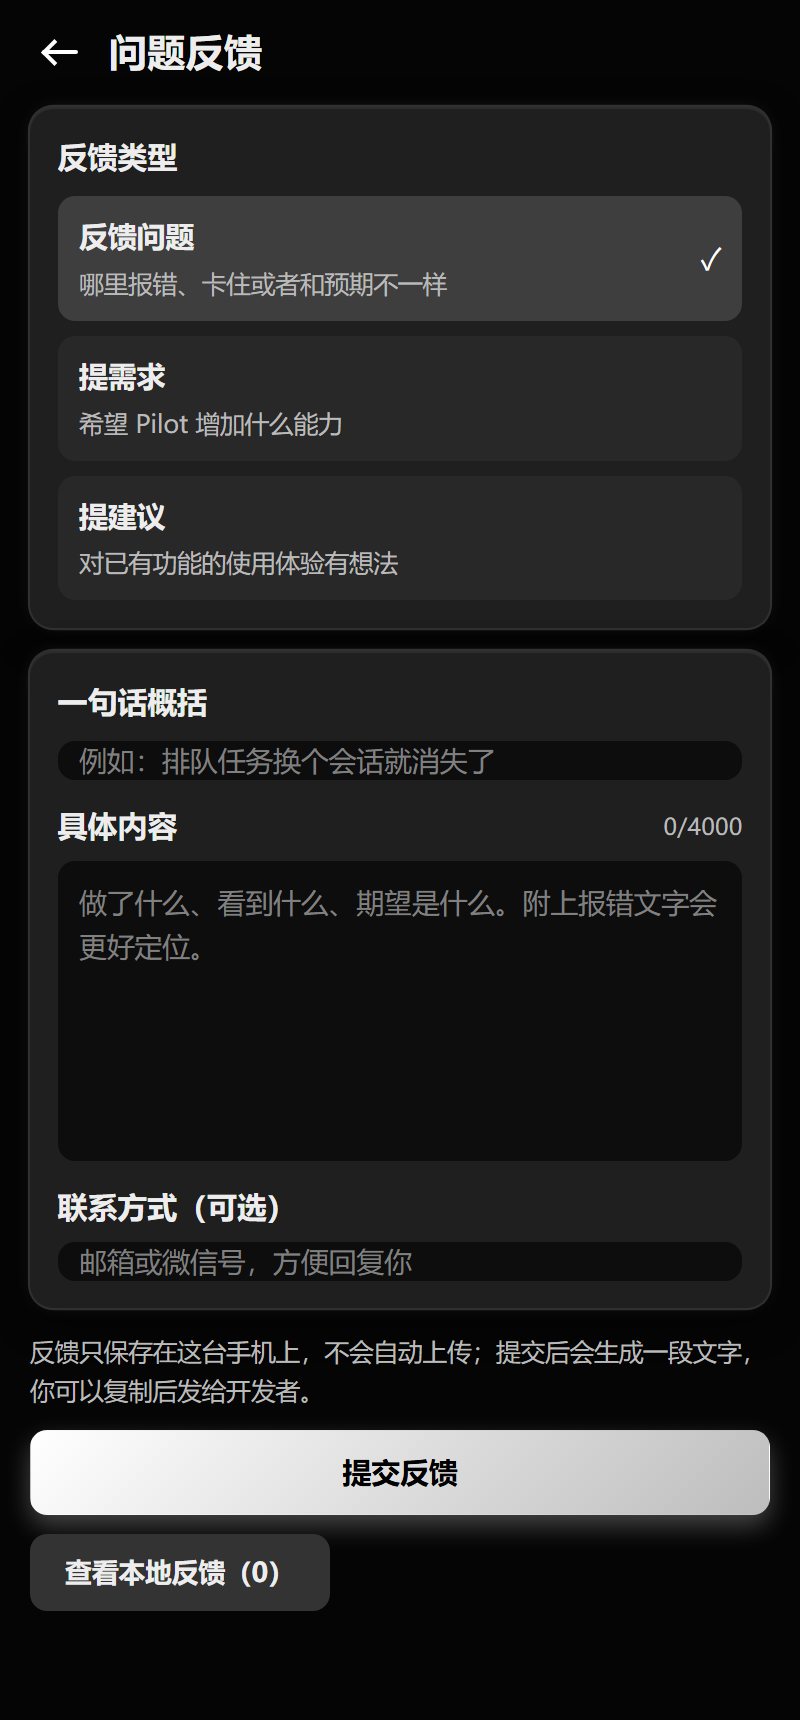 问题反馈
反馈类型
反馈问题
哪里报错、卡住或者和预期不一样
提需求
希望 Pilot 增加什么能力
提建议
对已有功能的使用体验有想法
一句话概括
例如：排队任务换个会话就消失了
具体内容
0/4000
做了什么、看到什么、期望是什么。附上报错文字会
更好定位。
联系方式（可选）
邮箱或微信号，方便回复你
反馈只保存在这台手机上，不会自动上传；提交后会生成一段文字，
你可以复制后发给开发者。
提交反馈
查看本地反馈（0）